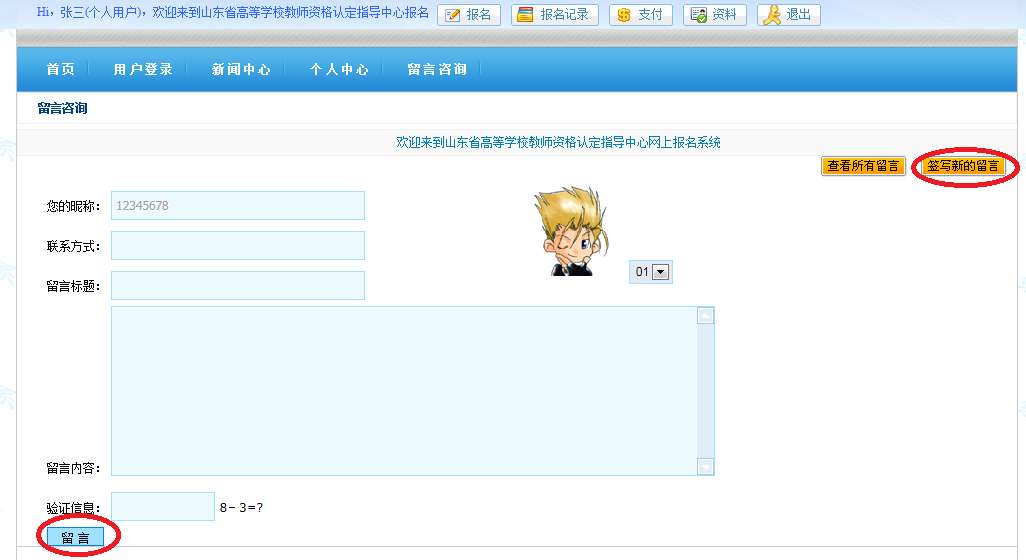 Hi，张三(个人用户)，欢迎来到山东省高等学校教师资格认定指导中心报名 报名 报名记录 支付 资料 退出
首页 用户登录 新闻中心 个人中心 留言咨询
留言咨询
欢迎来到山东省高等学校教师资格认定指导中心网上报名系统
查看所有留言 签写新的留言
您的昵称： 12345678
联系方式：
01
留言标题：
留言内容：
验证信息： 8－3=?
留 言